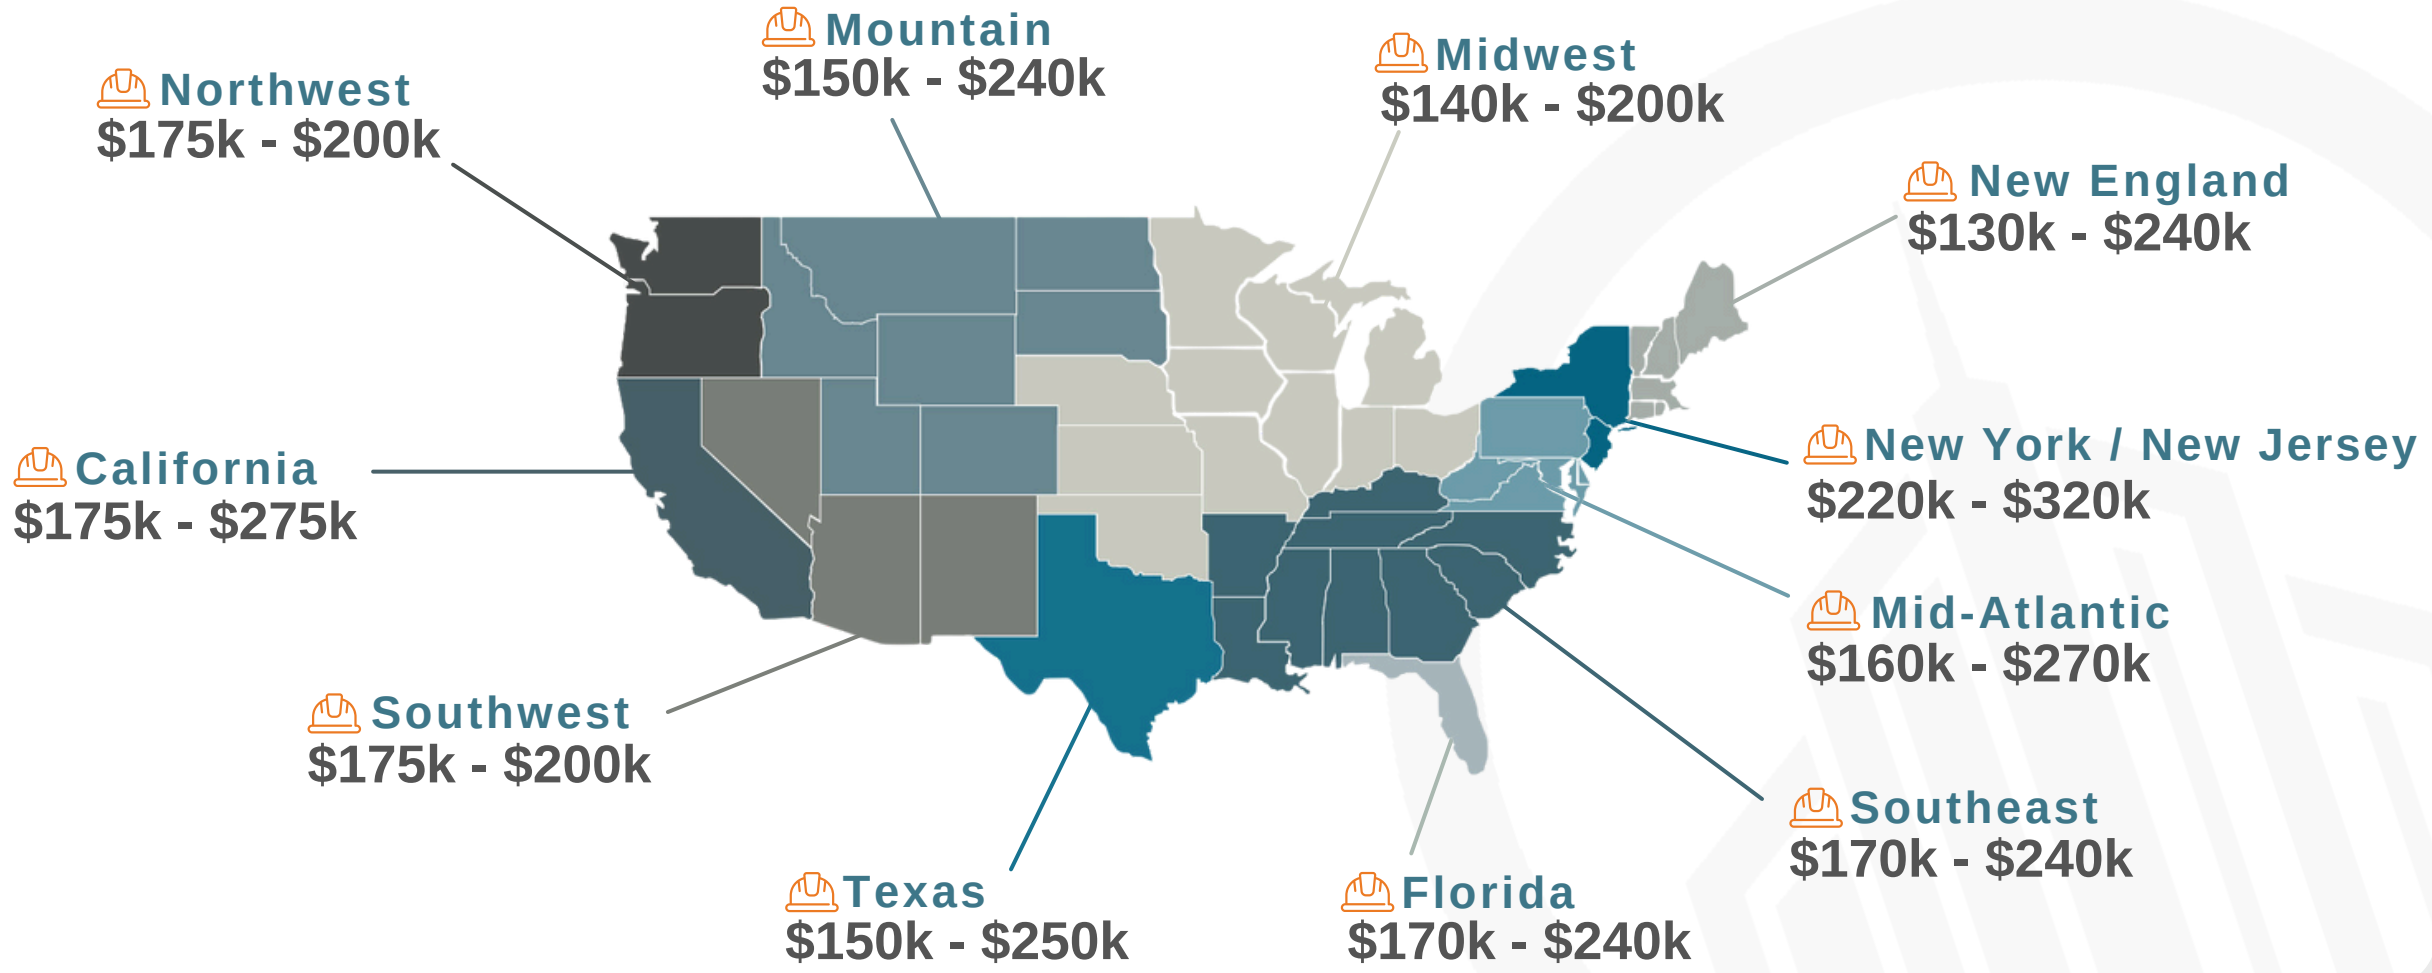 Mountain
$150k - $240k
Midwest
$140k - $200k
Northwest
$175k - $200k
New England
$130k - $240k
New York / New Jersey
$220k - $320k
California
$175k - $275k
Mid-Atlantic
$160k - $270k
Southwest
$175k - $200k
Southeast
$170k - $240k
Texas
$150k - $250k
Florida
$170k - $240k